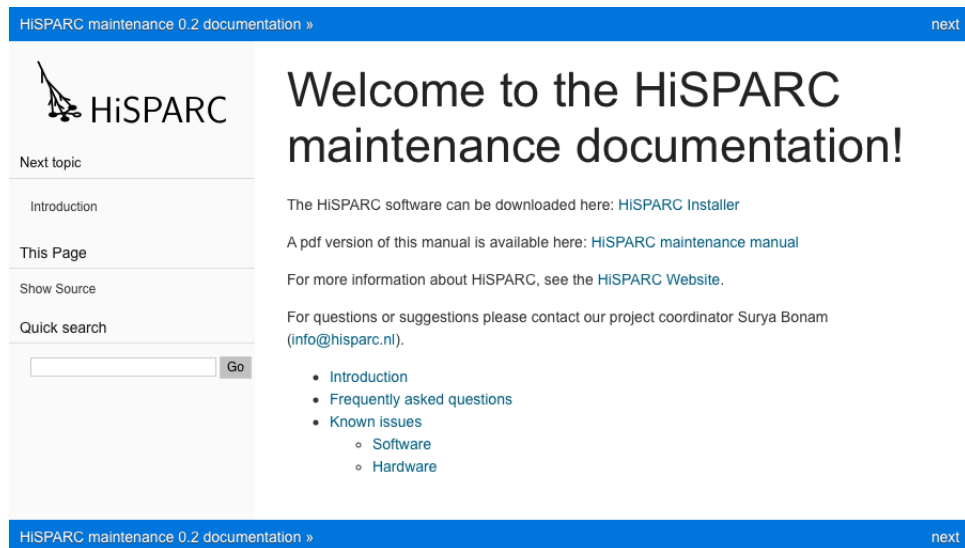 HiSPARC maintenance 0.2 documentation » next
HiSPARC
Next topic
Introduction
This Page
Show Source
Quick search
Go
Welcome to the HiSPARC
maintenance documentation!
The HiSPARC software can be downloaded here: HiSPARC Installer
A pdf version of this manual is available here: HiSPARC maintenance manual
For more information about HiSPARC, see the HiSPARC Website.
For questions or suggestions please contact our project coordinator Surya Bonam
(info@hisparc.nl).
• Introduction
• Frequently asked questions
• Known issues
◦ Software
◦ Hardware
HiSPARC maintenance 0.2 documentation » next